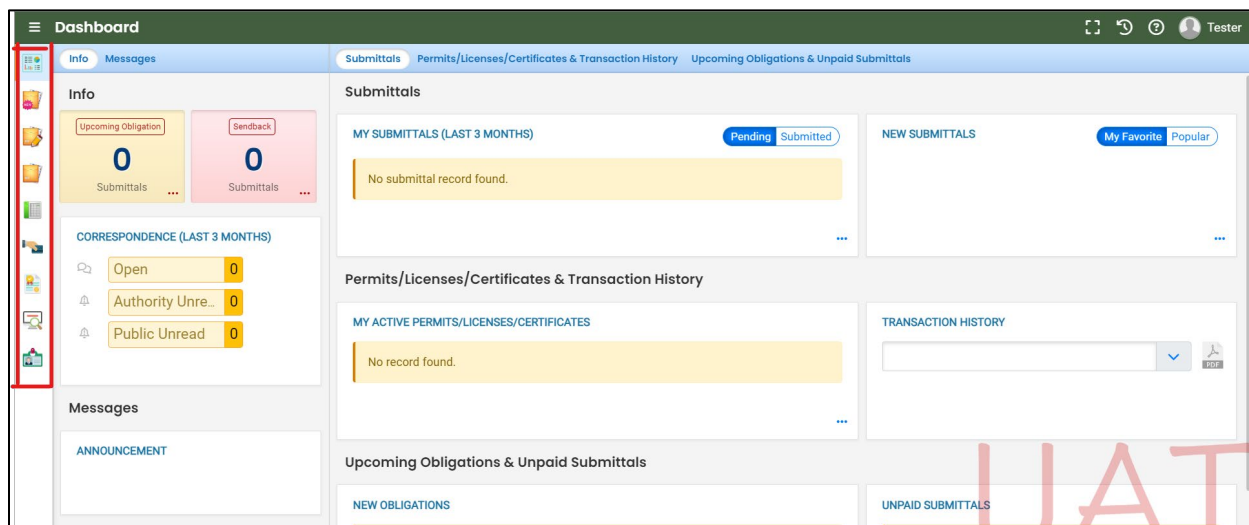 Dashboard
Tester
Info Messages
Submittals Permits/Licenses/Certificates & Transaction History Upcoming Obligations & Unpaid Submittals
Info
Upcoming Obligation
0
Submittals
...
Sendback
0
Submittals
...
CORRESPONDENCE (LAST 3 MONTHS)
Open 0
Authority Unre... 0
Public Unread 0
Messages
ANNOUNCEMENT
Submittals
MY SUBMITTALS (LAST 3 MONTHS)
Pending Submitted
No submittal record found.
...
NEW SUBMITTALS
My Favorite Popular
...
Permits/Licenses/Certificates & Transaction History
MY ACTIVE PERMITS/LICENSES/CERTIFICATES
No record found.
...
TRANSACTION HISTORY
PDF
Upcoming Obligations & Unpaid Submittals
NEW OBLIGATIONS
UNPAID SUBMITTALS
UAT